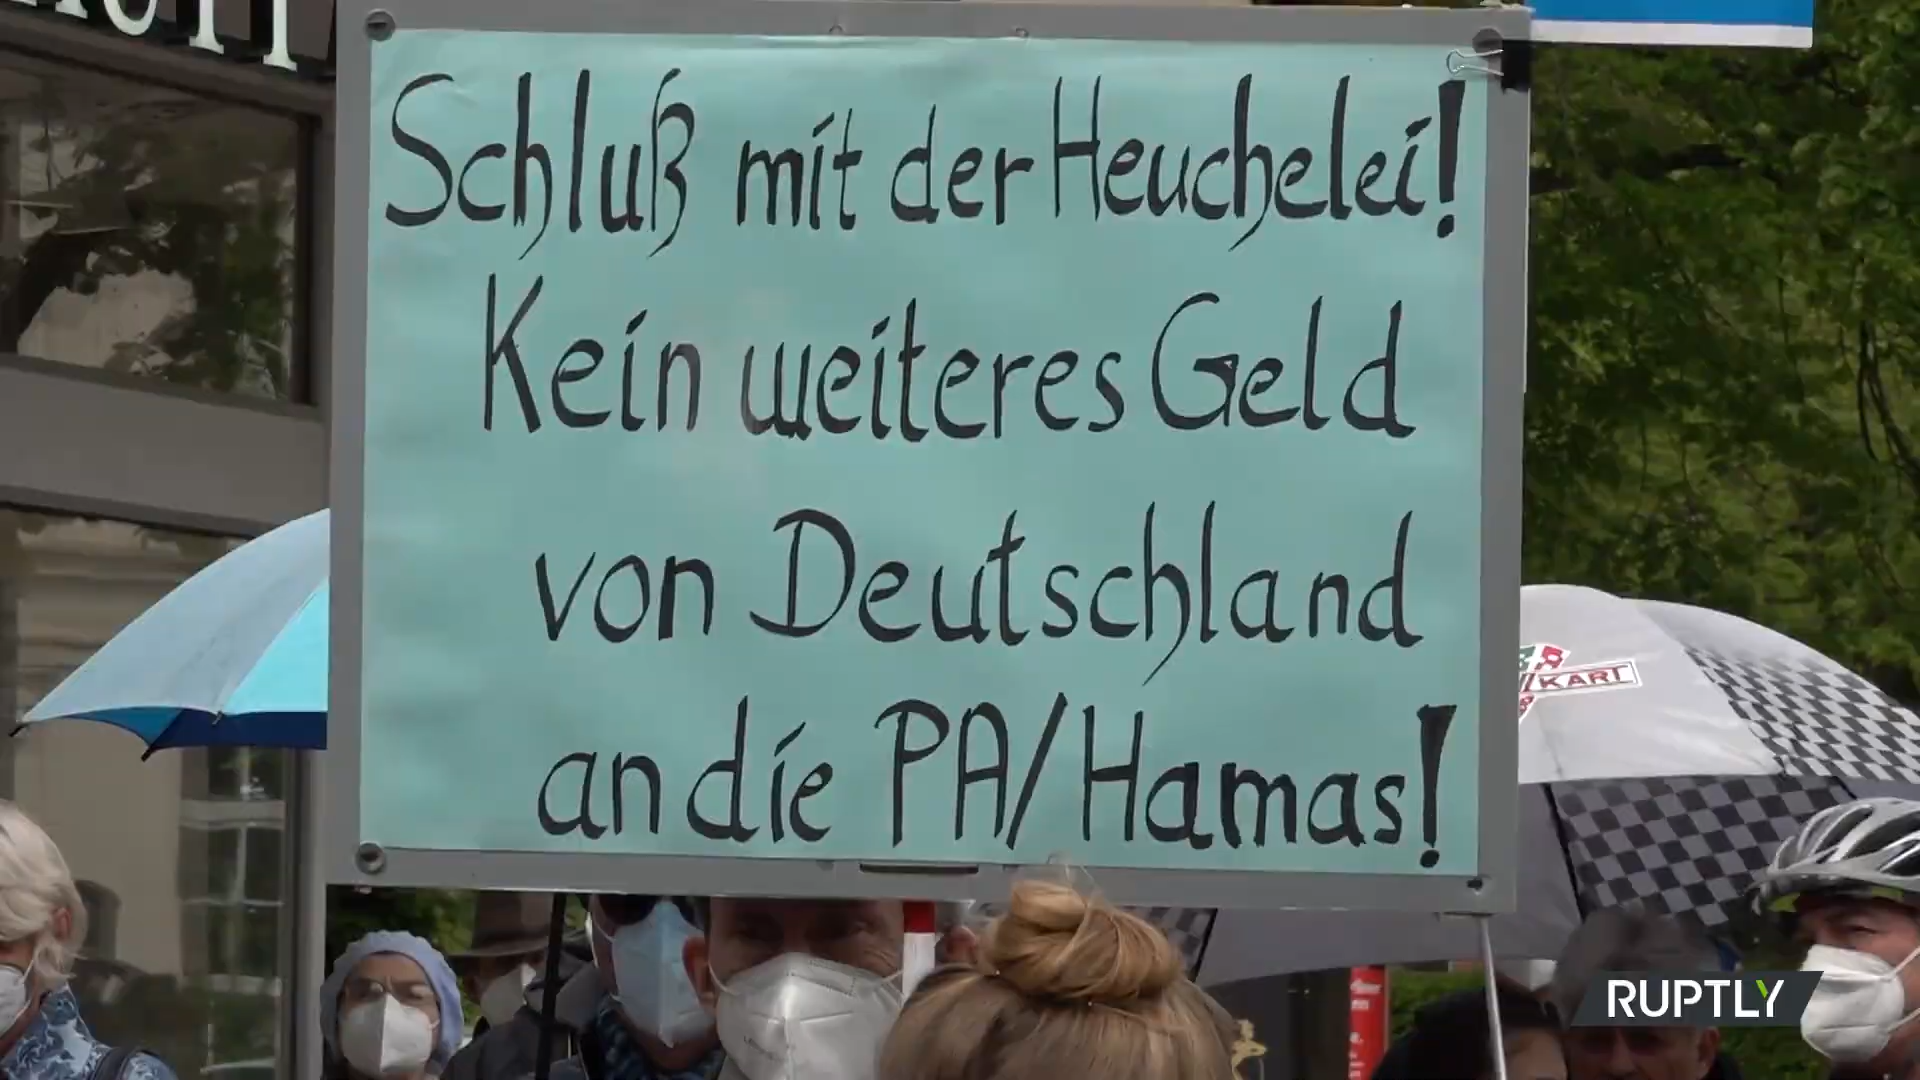 Schluß mit der Heuchelei!
Kein weiteres Geld
von Deutschland
an die PA/Hamas!
KART
RUPTLY